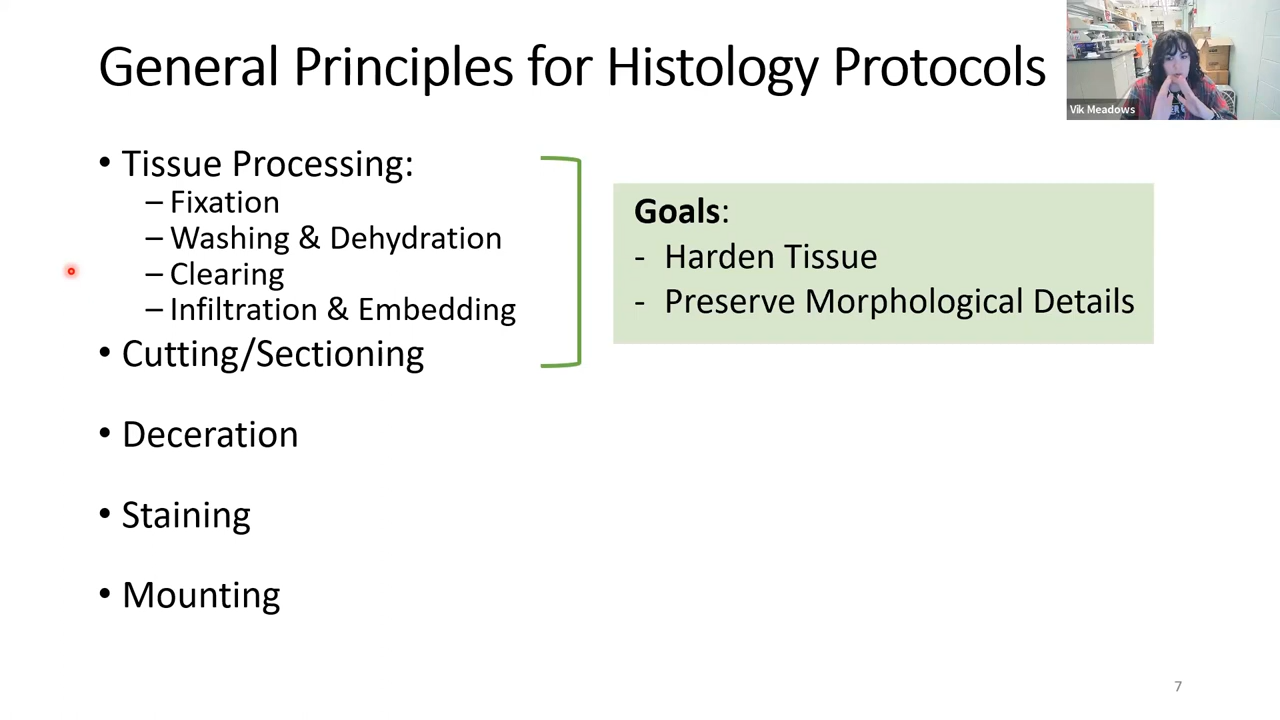 General Principles for Histology Protocols
Vik Meadows
• Tissue Processing:
– Fixation
– Washing & Dehydration
– Clearing
– Infiltration & Embedding
• Cutting/Sectioning
• Deceration
• Staining
• Mounting
Goals:
- Harden Tissue
- Preserve Morphological Details
7